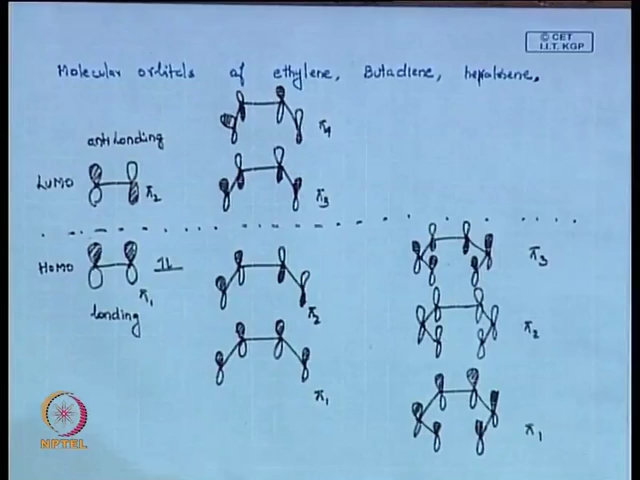 © CET
I.I.T. KGP
Molecular orbitals of ethylene, Butadiene,
π4
antibonding
LUMO π2 π3
HOMO 1L π1
π3
bonding π2
π2
π1
π1
NPTEL